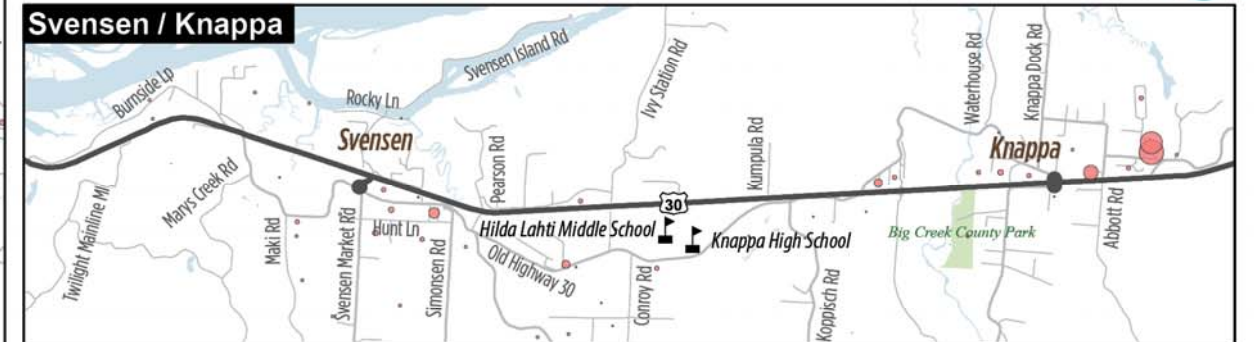 Svensen / Knappa
Burnside Lp
Rocky Ln
Svensen Island Rd
Ivy Station Rd
Waterhouse Rd
Knappa Dock Rd
Svensen
Knappa
Pearson Rd
Kumpula Rd
Marys Creek Rd
Twilight Mainline Ml
Maki Rd
Svensen Market Rd
Hunt Ln
Simonsen Rd
30
Hilda Lahti Middle School
Knappa High School
Old Highway 30
Conroy Rd
Koppisch Rd
Big Creek County Park
Abbott Rd